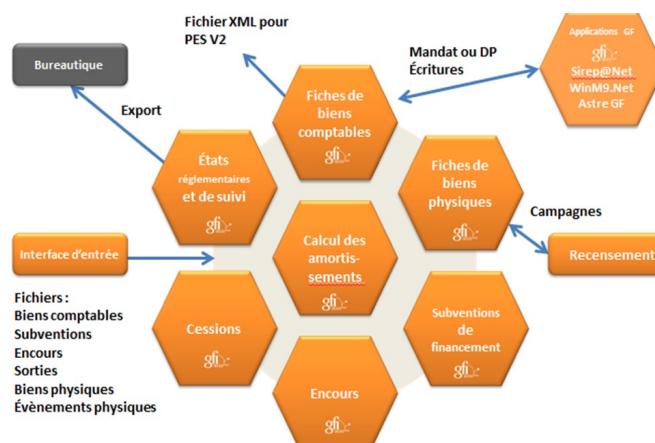 Fichier XML pour
PES V2
Bureautique
Export
Mandat ou DP
Écritures
Applications GF
gfi
Sirep@Net
WinM9.Net
Astre GF
Fiches de
biens
comptables
gfi
États
réglementaires
et de suivi
gfi
Fiches de
biens
physiques
gfi
Campagnes
Recensement
Interface d'entrée
Calcul des
amortis-
sements
gfi
Fichiers :
Biens comptables
Subventions
Encours
Sorties
Biens physiques
Évènements physiques
Cessions
gfi
Subventions
de
financement
gfi
Encours
gfi